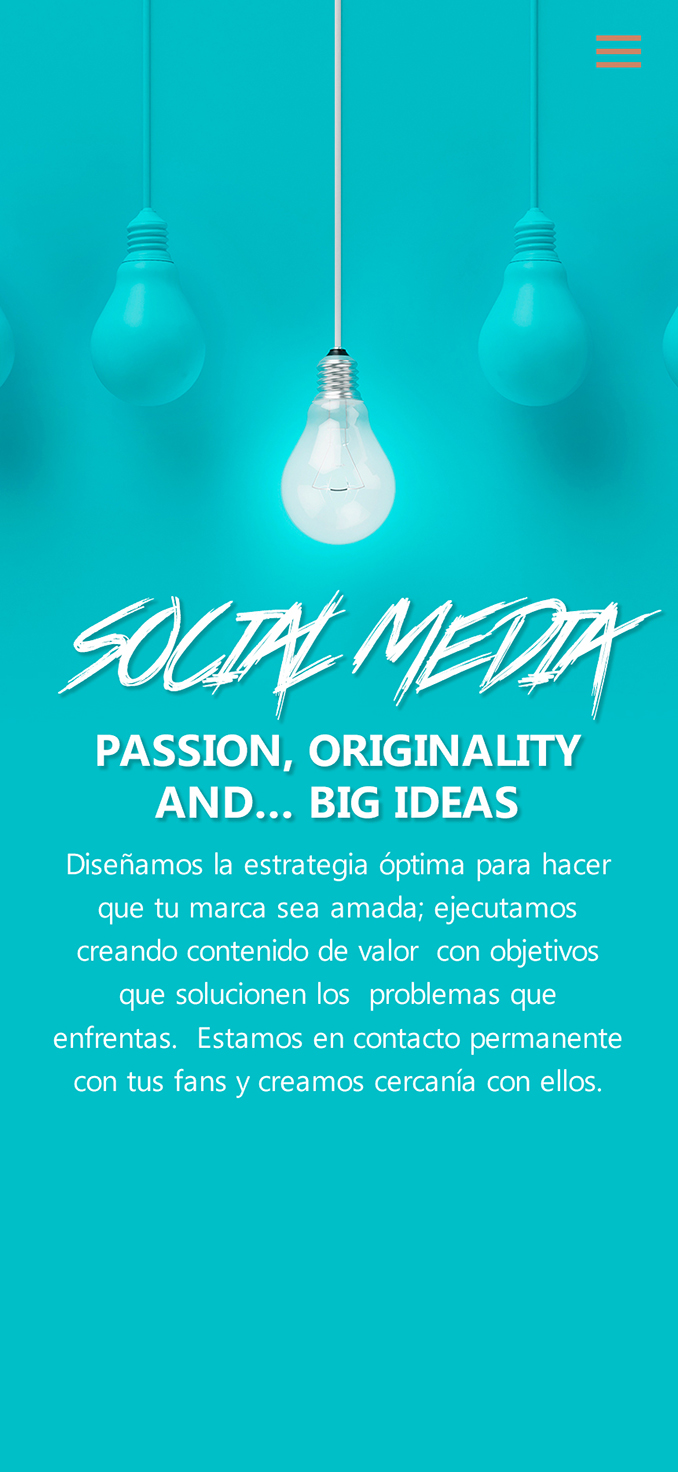 SOCIAL MEDIA
PASSION, ORIGINALITY
AND... BIG IDEAS
Diseñamos la estrategia óptima para hacer
que tu marca sea amada; ejecutamos
creando contenido de valor  con objetivos
que solucionen los  problemas que
enfrentas.  Estamos en contacto permanente
con tus fans y creamos cercanía con ellos.